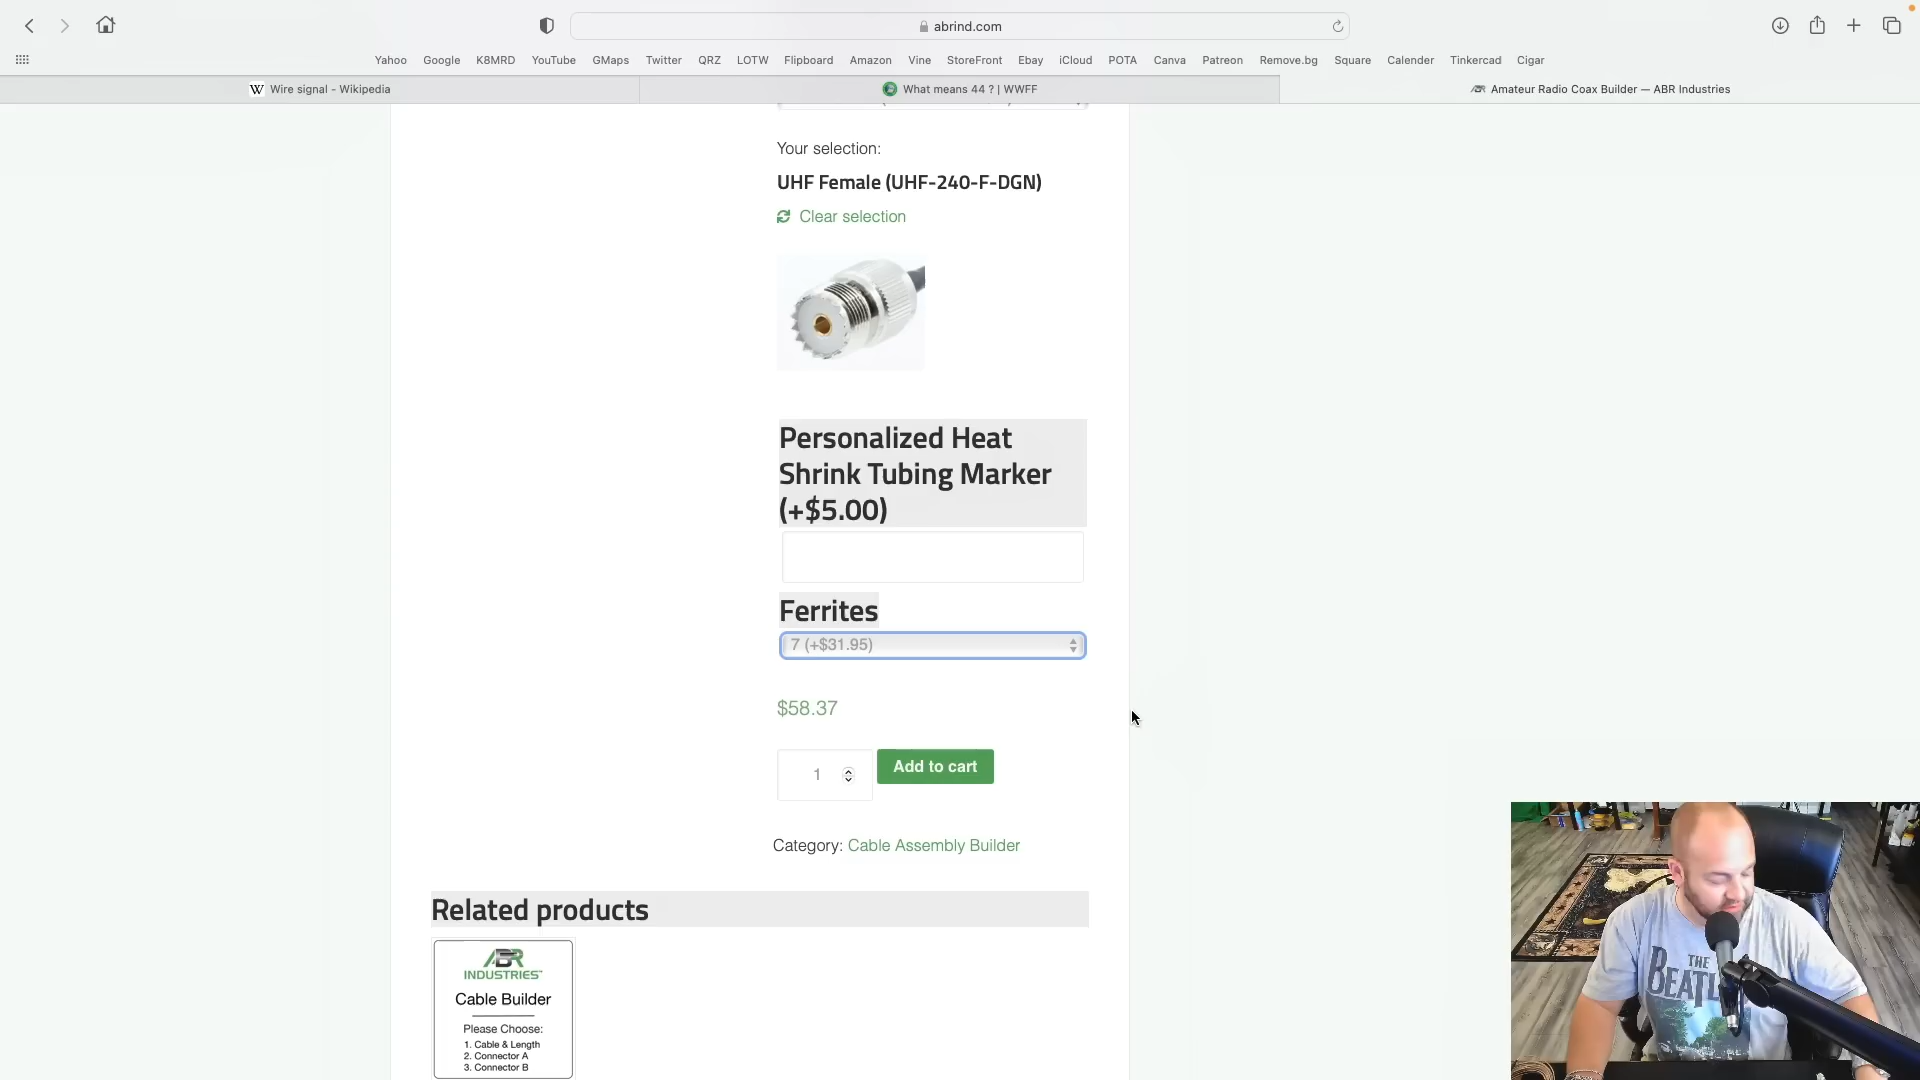 abrind.com
Yahoo Google K8MRD YouTube GMaps Twitter QRZ LOTW Flipboard Amazon Vine StoreFront Ebay iCloud POTA Canva Patreon Remove.bg Square Calender Tinkercad Cigar
W Wire signal - Wikipedia
What means 44 ? | WWFF
Amateur Radio Coax Builder — ABR Industries
Your selection:
UHF Female (UHF-240-F-DGN)
Clear selection
Personalized Heat
Shrink Tubing Marker
(+$5.00)
Ferrites
7 (+$31.95)
$58.37
1
Add to cart
Category: Cable Assembly Builder
Related products
ABR
INDUSTRIES
Cable Builder
Please Choose:
1. Cable & Length
2. Connector A
3. Connector B
THE
BEATL